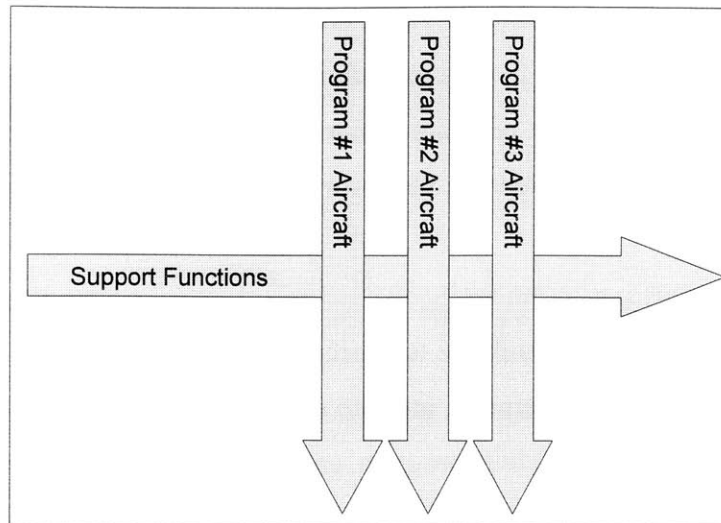 Program #1 Aircraft
Program #2 Aircraft
Program #3 Aircraft
Support Functions